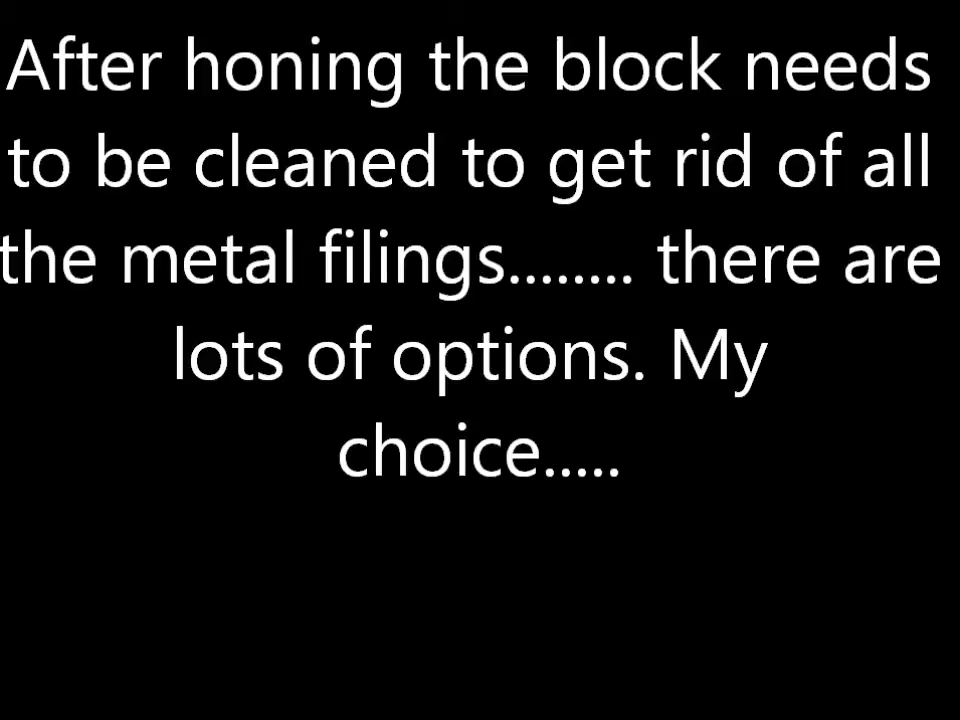 After honing the block needs
to be cleaned to get rid of all
the metal filings........ there are
lots of options. My
choice.....